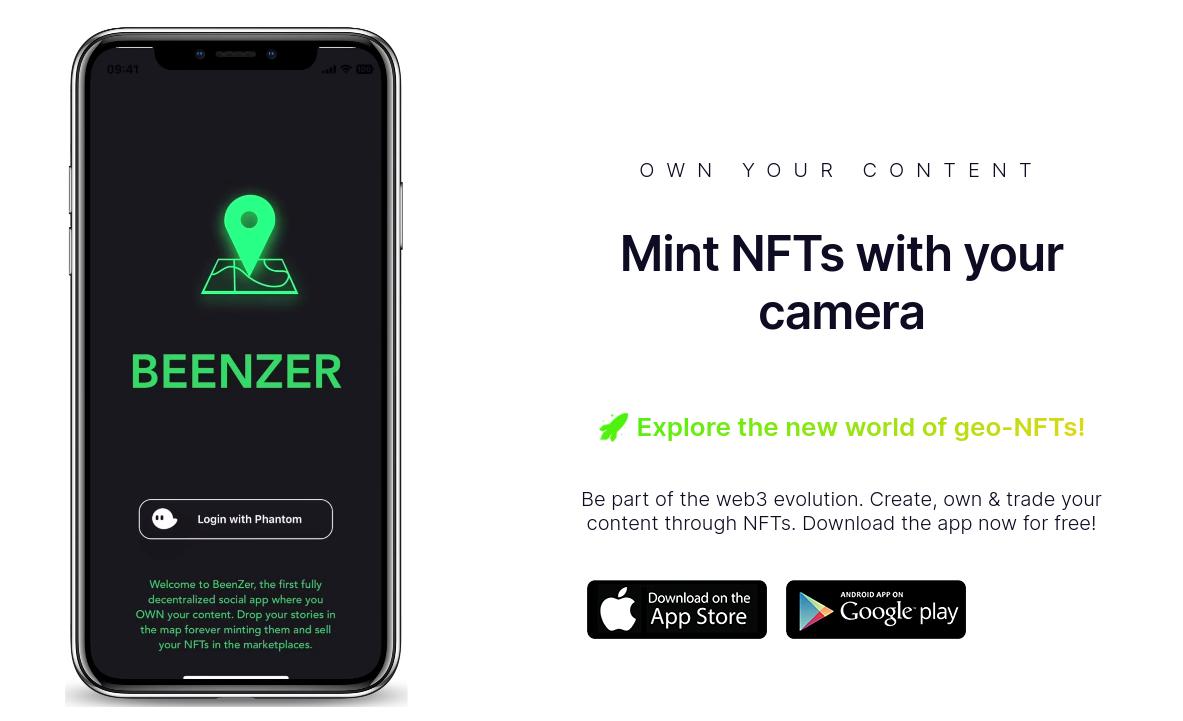 09:41
100
BEENZER
Login with Phantom
Welcome to BeenZer, the first fully
decentralized social app where you
OWN your content. Drop your stories in
the map forever minting them and sell
your NFTs in the marketplaces.
OWN YOUR CONTENT
Mint NFTs with your
camera
Explore the new world of geo-NFTs!
Be part of the web3 evolution. Create, own & trade your
content through NFTs. Download the app now for free!
Download on the
App Store
ANDROID APP ON
Google play